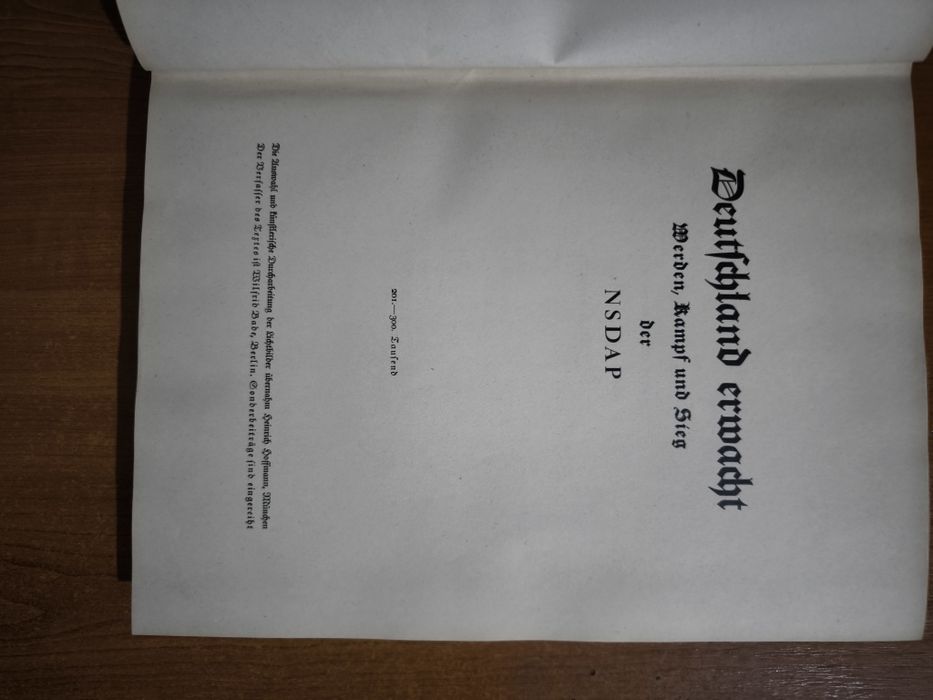 Deutschland erwacht
Werden, Kampf und Sieg
der
NSDAP
201.—300. Tausend
Die Auswahl und künstlerische Durcharbeitung der Lichtbilder übernahm Heinrich Hoffmann, München
Der Verfasser des Textes ist Wilfrid Bade, Berlin. Sonderbeiträge sind eingereiht